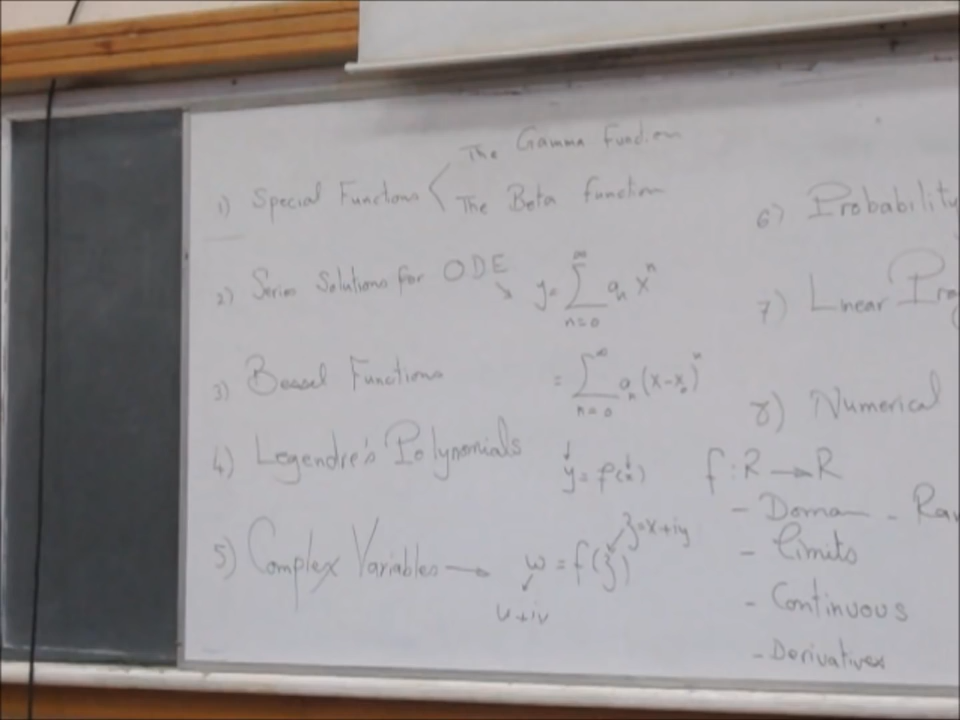 The Gamma Function
1) Special Functions
The Beta function
2) Series Solutions for ODE y = ∑ n=0 ∞ aₙ xⁿ
3) Bessel Functions = ∑ n=0 ∞ aₙ (x-x₀)ⁿ
4) Legendre's Polynomials y = f(x)
5) Complex Variables → w = f(z) z=x+iy
u+iv
6) Probability
7) Linear
8) Numerical
f : R → R
- Domain -
- Limits
- Continuous
- Derivatives